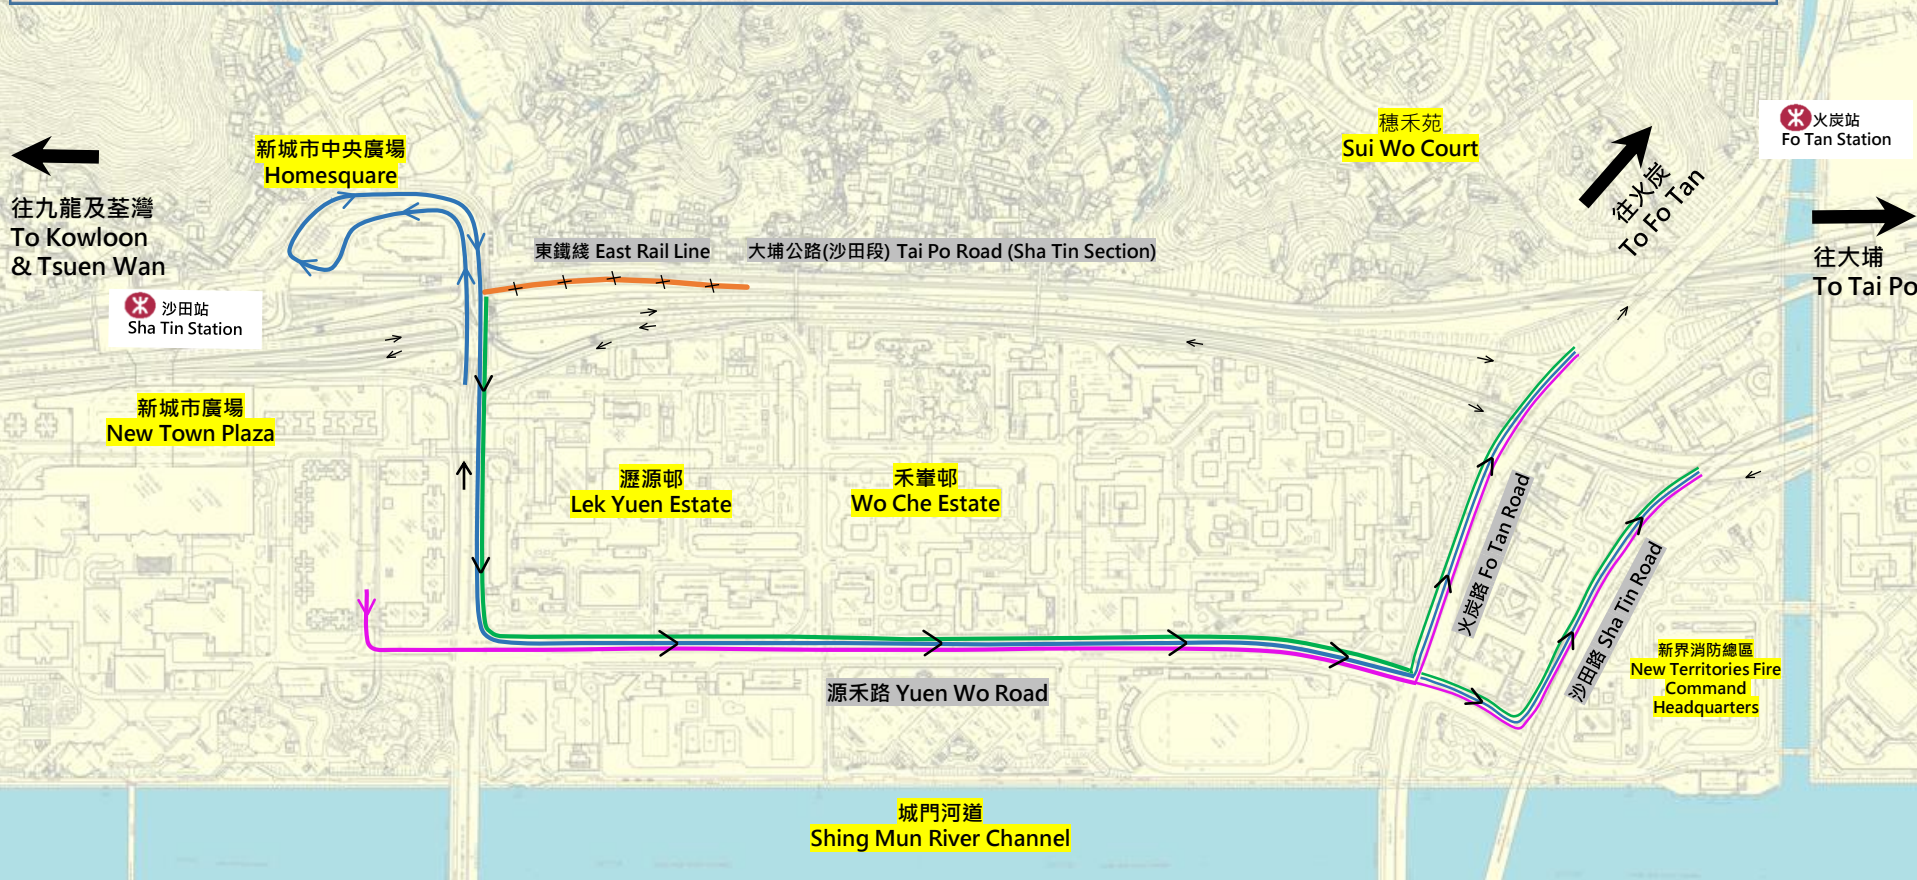 新城市中央廣場
Homesquare
往九龍及荃灣
To Kowloon
& Tsuen Wan
沙田站
Sha Tin Station
東鐵綫 East Rail Line
大埔公路(沙田段) Tai Po Road (Sha Tin Section)
穗禾苑
Sui Wo Court
往火炭
To Fo Tan
火炭站
Fo Tan Station
往大埔
To Tai Po
新城市廣場
New Town Plaza
瀝源邨
Lek Yuen Estate
禾輋邨
Wo Che Estate
火炭路 Fo Tan Road
沙田路 Sha Tin Road
新界消防總區
New Territories Fire
Command
Headquarters
源禾路 Yuen Wo Road
城門河道
Shing Mun River Channel